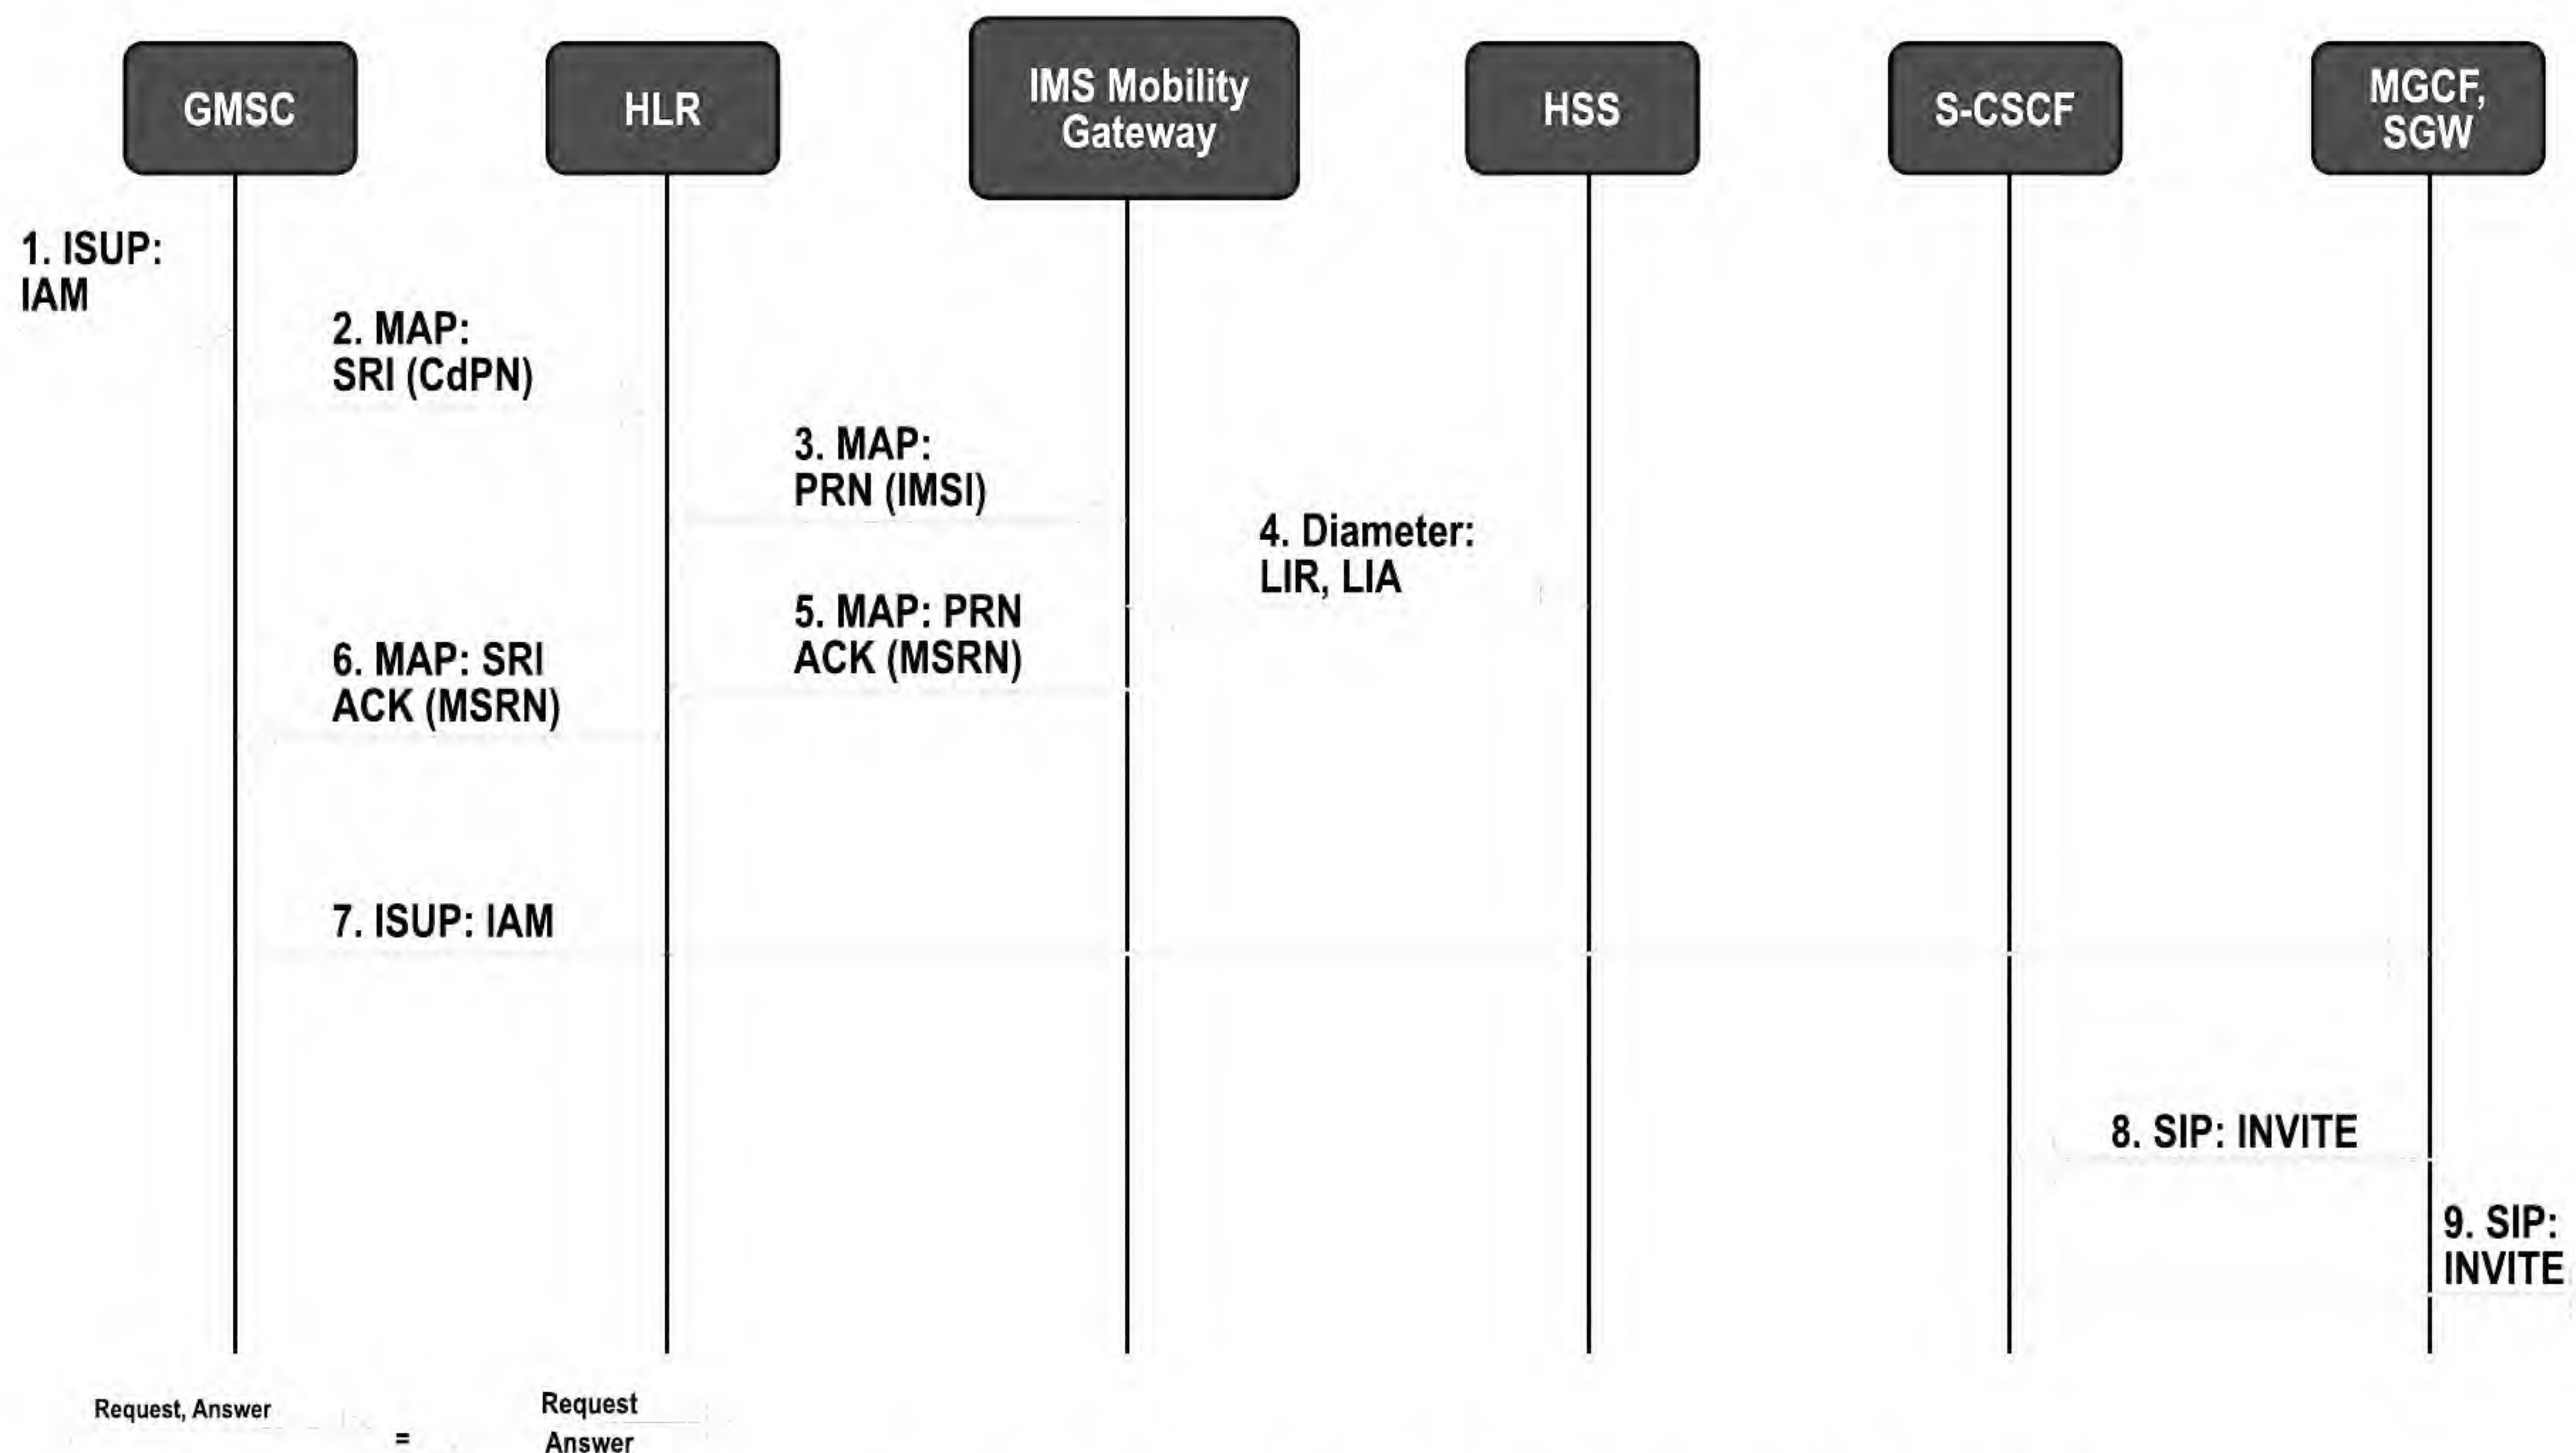 GMSC
HLR
IMS Mobility
Gateway
HSS
S-CSCF
MGCF,
SGW
1. ISUP:
IAM
2. MAP:
SRI (CdPN)
3. MAP:
PRN (IMSI)
4. Diameter:
LIR, LIA
5. MAP: PRN
ACK (MSRN)
6. MAP: SRI
ACK (MSRN)
7. ISUP: IAM
8. SIP: INVITE
9. SIP:
INVITE
Request, Answer
=
Request
Answer